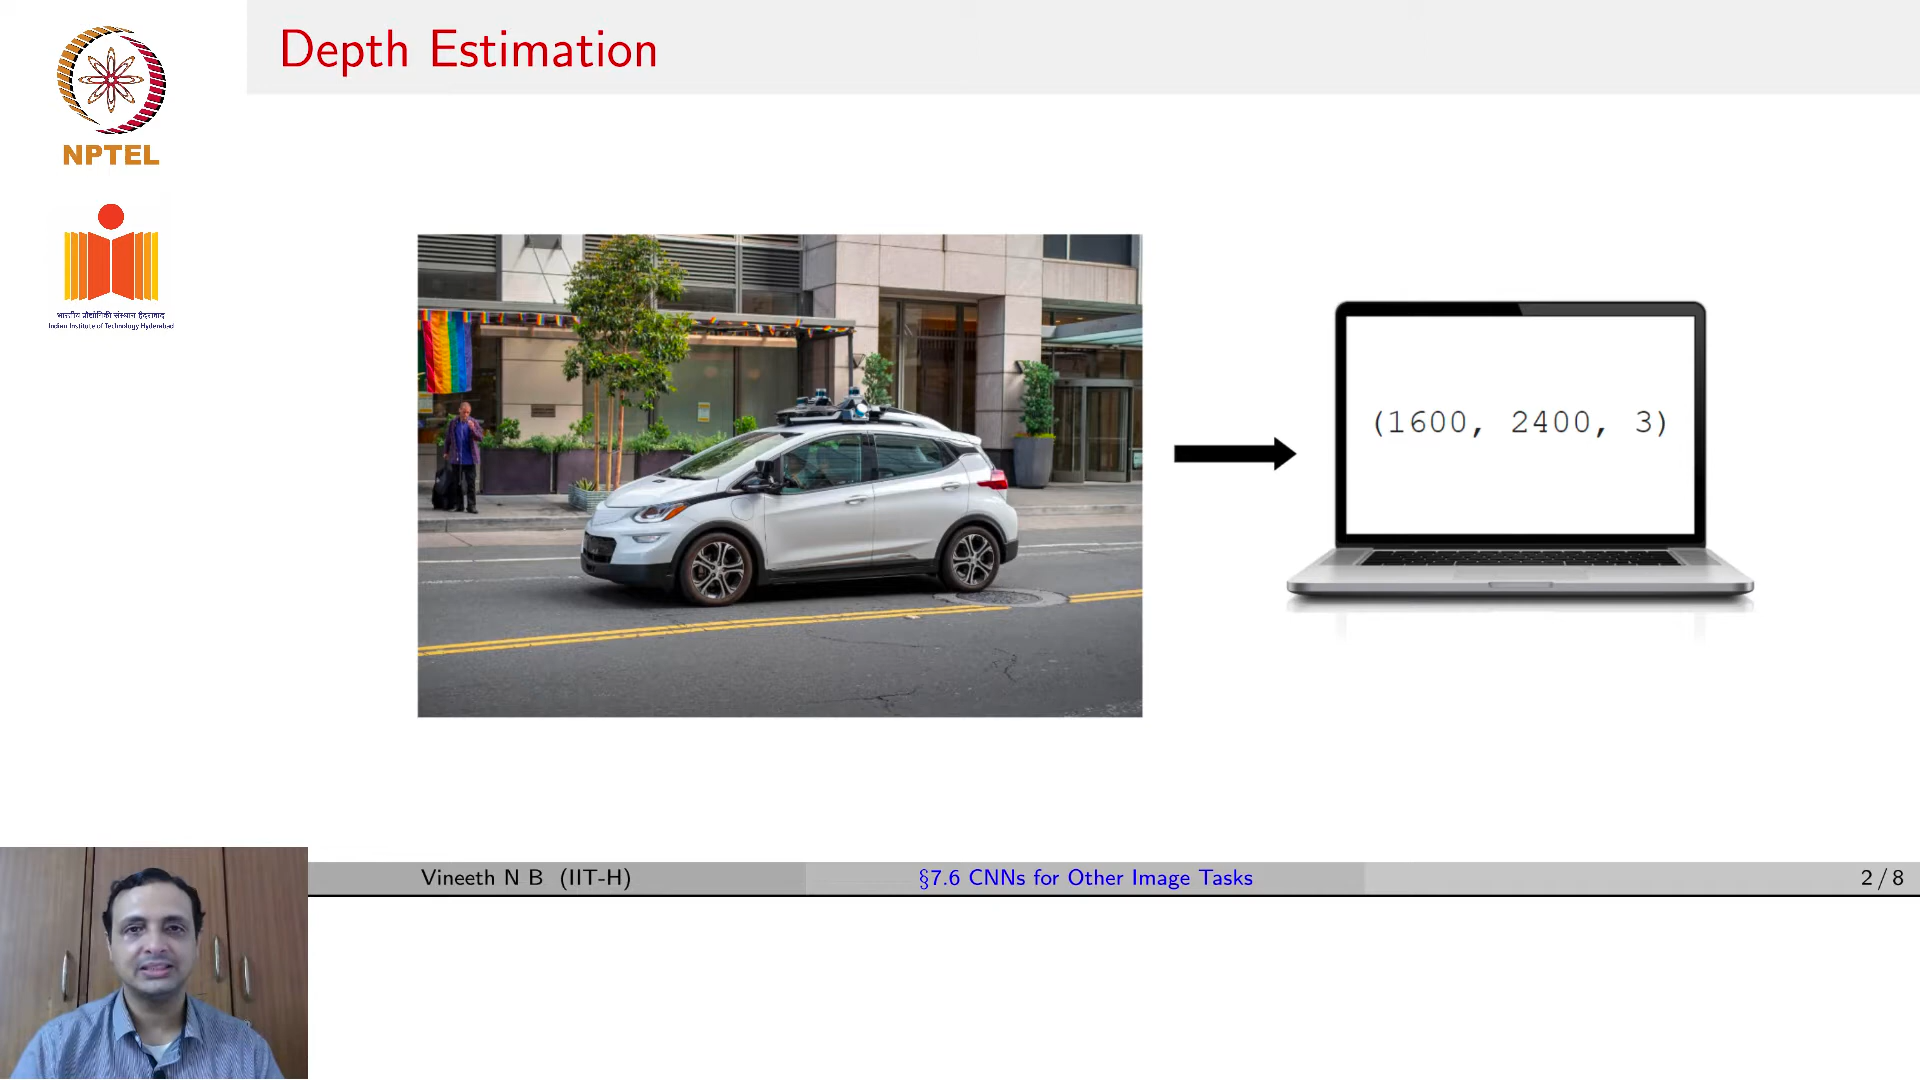 Depth Estimation
NPTEL
भारतीय प्रौद्योगिकी संस्थान हैदराबाद
Indian Institute of Technology Hyderabad
(1600, 2400, 3)
Vineeth N B (IIT-H)
§7.6 CNNs for Other Image Tasks
2 / 8